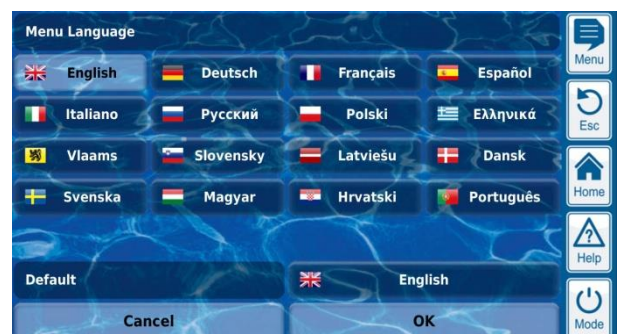 Menu Language
English Deutsch Français Español
Italiano Русский Polski Ελληνικά
Vlaams Slovensky Latviešu Dansk
Svenska Magyar Hrvatski Português
Default English
Cancel OK
Menu
Esc
Home
Help
Mode